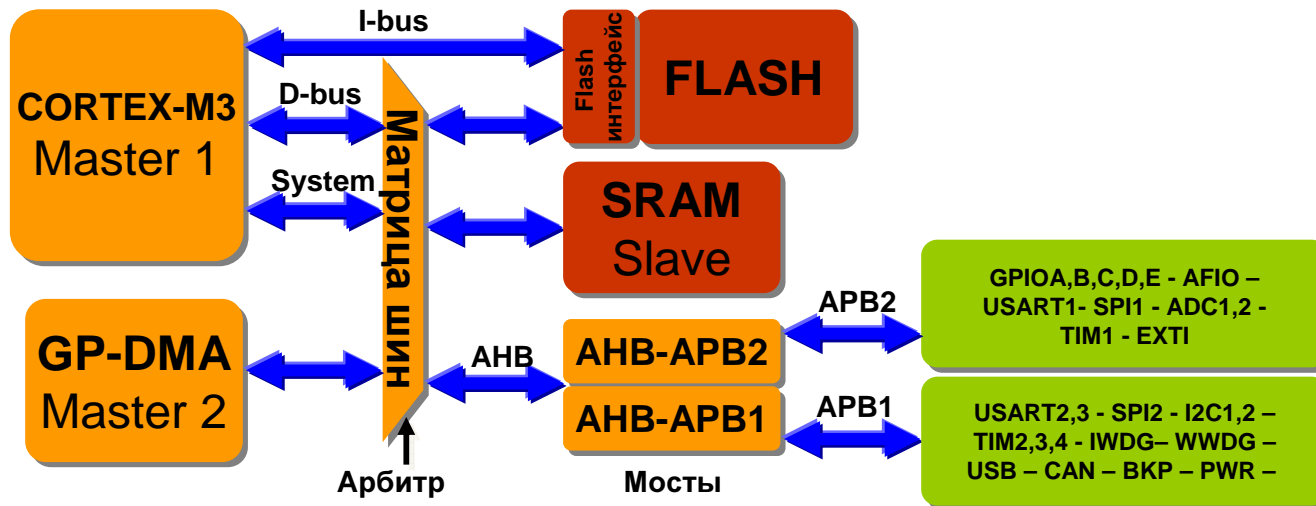 I-bus
CORTEX-M3
Master 1
D-bus
System
Матрица шин
Flash
интерфейс
FLASH
SRAM
Slave
GP-DMA
Master 2
AHB
AHB-APB2
AHB-APB1
APB2
APB1
GPIOA,B,C,D,E - AFIO –
USART1- SPI1 - ADC1,2 -
TIM1 - EXTI
USART2,3 - SPI2 - I2C1,2 –
TIM2,3,4 - IWDG– WWDG –
USB – CAN – BKP – PWR –
Арбитр
Мосты